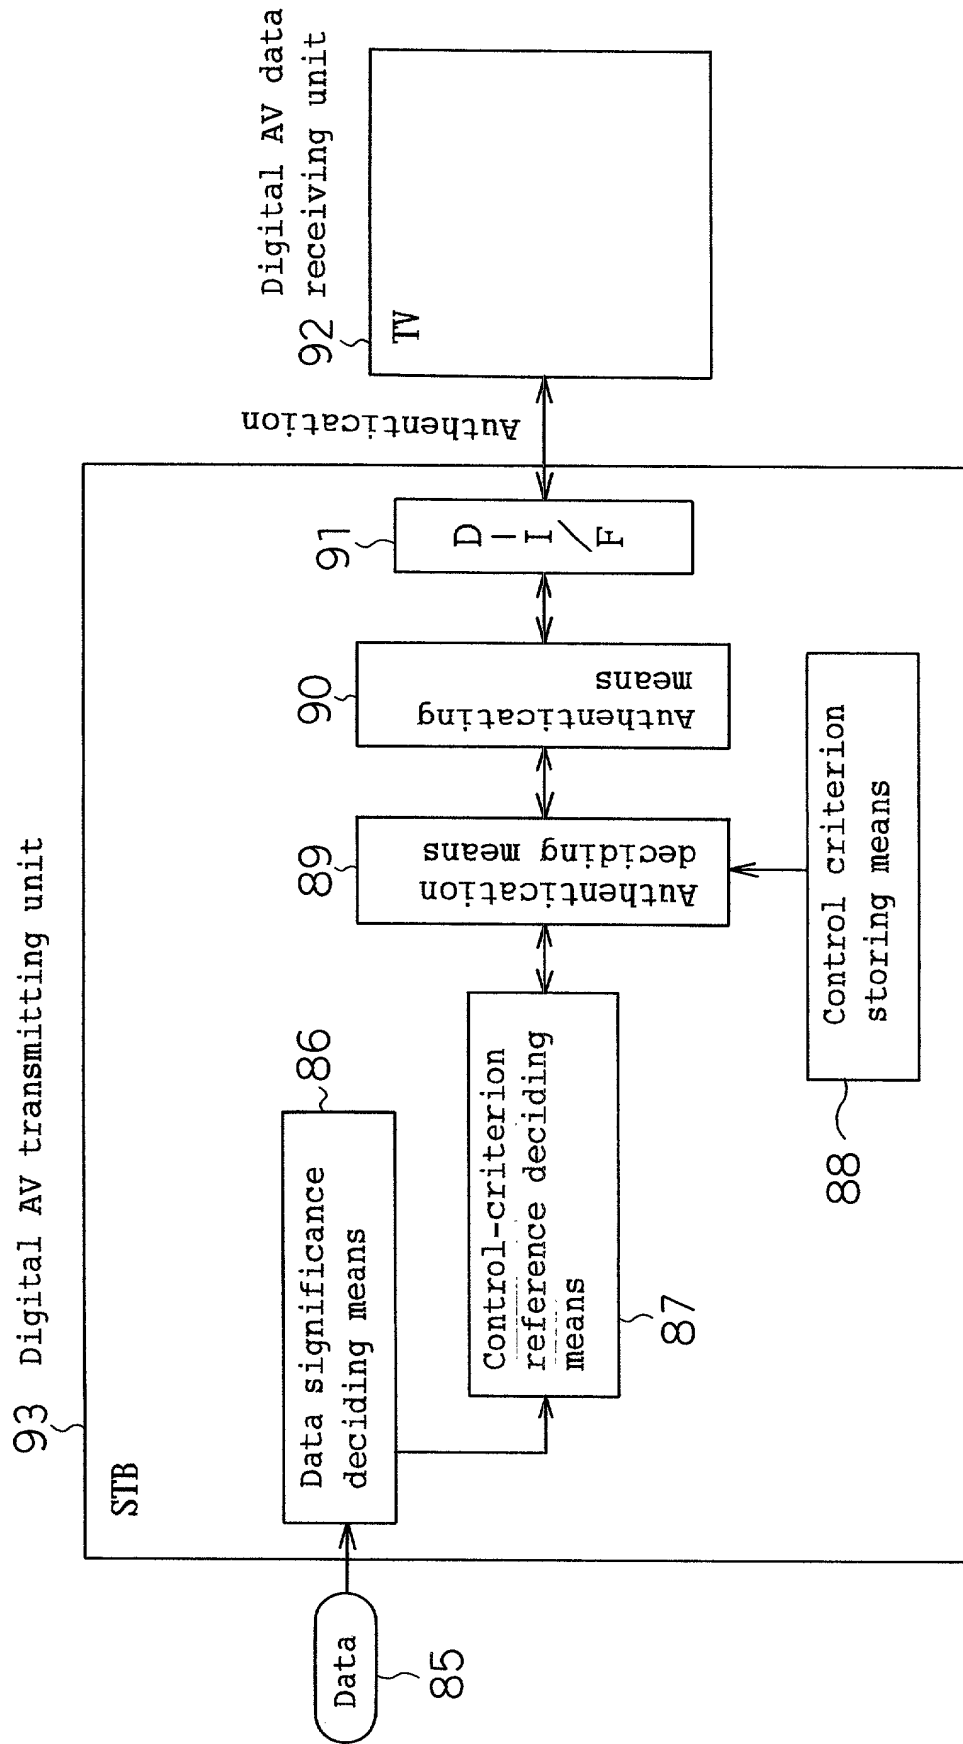 93 Digital AV transmitting unit
STB
Data
85
Data significance
deciding means
86
Control-criterion
reference deciding
means
87
Control criterion
storing means
88
89
Authentication
deciding means
90
Authenticating
means
91
D-I/F
Authentication
Digital AV data
92 receiving unit
TV